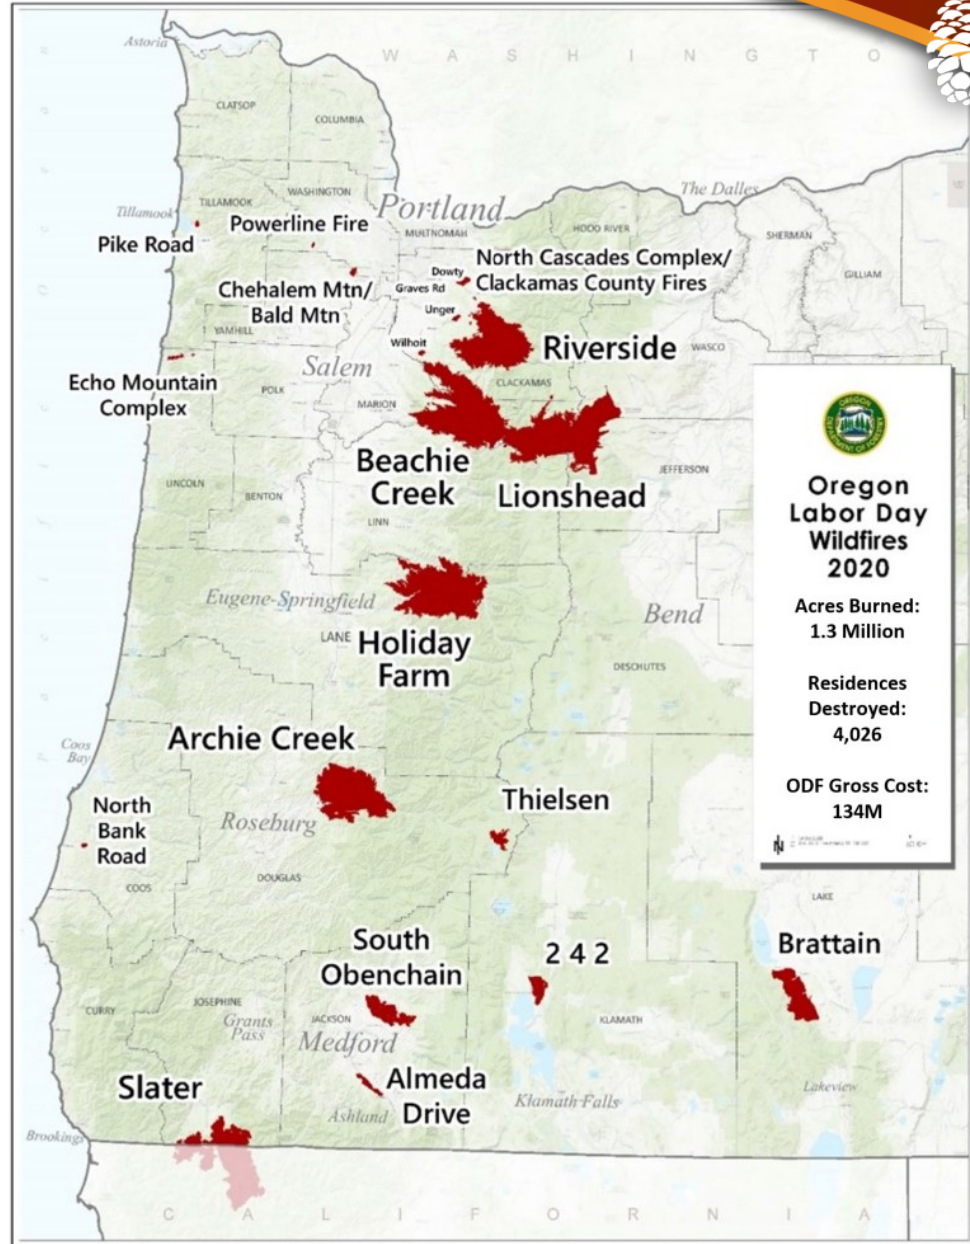 Astoria
W A S H I N G T O
CLATSOP
COLUMBIA
WASHINGTON
TILLAMOOK
Tillamook
Portland
The Dalles
MULTNOMAH
HOOD RIVER
SHERMAN
GILLIAM
Pike Road
Powerline Fire
North Cascades Complex/
Clackamas County Fires
Dowty
Graves Rd
Unger
Chehalem Mtn/
Bald Mtn
YAMHILL
Wilhoit
Riverside
WASCO
Salem
Echo Mountain
Complex
POLK
MARION
CLACKAMAS
Beachie
Creek
Lionshead
JEFFERSON
LINCOLN
BENTON
LINN
Eugene-Springfield
LANE
Holiday
Farm
Bend
DESCHUTES
OREGON
DEPARTMENT OF FORESTRY
Oregon
Labor Day
Wildfires
2020
Acres Burned:
1.3 Million
Residences
Destroyed:
4,026
ODF Gross Cost:
134M
N
Archie Creek
Coos
Bay
North
Bank
Road
Roseburg
Thielsen
COOS
DOUGLAS
LAKE
South
Obenchain
2 4 2
Brattain
CURRY
JOSEPHINE
Grants
Pass
JACKSON
Medford
KLAMATH
Slater
Almeda
Drive
Ashland
Klamath Falls
Lakeview
Brookings
C A L I F O R N I A